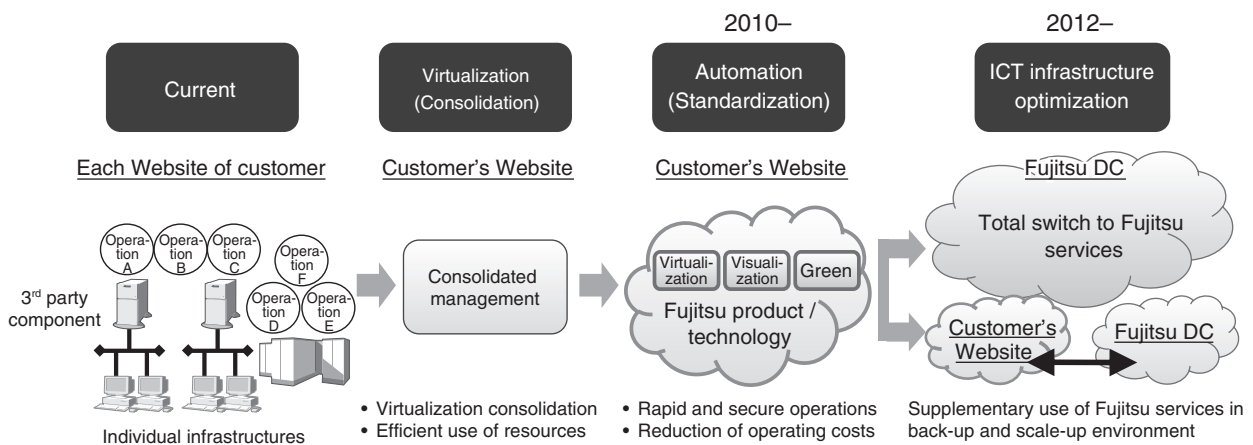 2010–
2012–
Current
Virtualization
(Consolidation)
Automation
(Standardization)
ICT infrastructure
optimization
Each Website of customer
Customer’s Website
Customer’s Website
Fujitsu DC
Total switch to Fujitsu
services
Opera-
tion
A
Opera-
tion
B
Opera-
tion
C
Opera-
tion
F
Opera-
tion
D
Opera-
tion
E
3rd party
component
Consolidated
management
Virtuali-
zation
Visuali-
zation
Green
Fujitsu product /
technology
Customer’s
Website
Fujitsu DC
Individual infrastructures
• Virtualization consolidation
• Efficient use of resources
• Rapid and secure operations
• Reduction of operating costs
Supplementary use of Fujitsu services in
back-up and scale-up environment